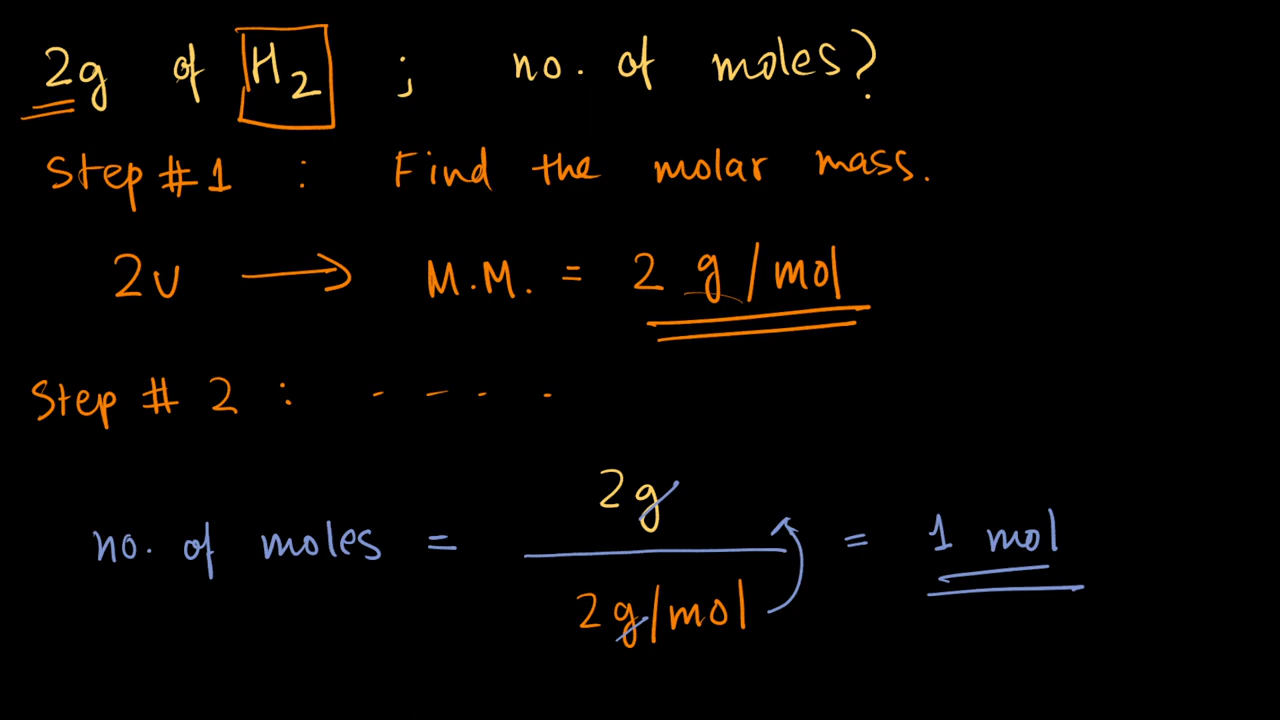 2g of H₂ ; no. of moles?
Step #1 : Find the molar mass.
2u → M.M. = 2 g/mol
Step # 2 : - - - -
2g
no. of moles = = 1 mol
2g/mol